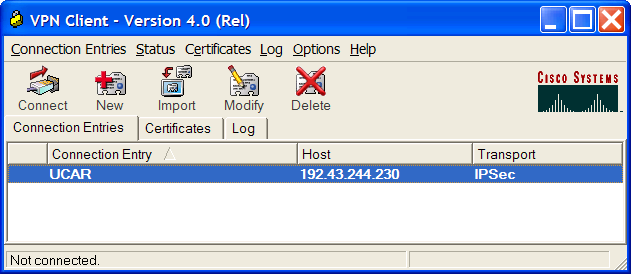 VPN Client - Version 4.0 (Rel)
Connection Entries Status Certificates Log Options Help
Connect New Import Modify Delete
CISCO SYSTEMS
Connection Entries Certificates Log
Connection Entry Host Transport
UCAR 192.43.244.230 IPSec
Not connected.